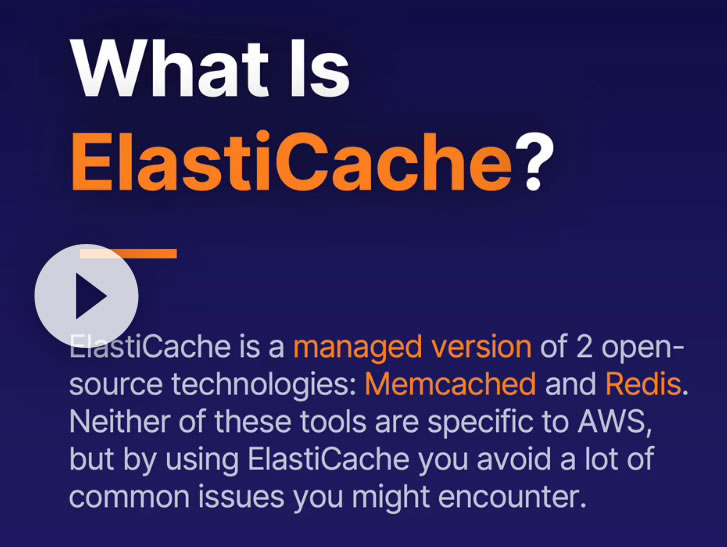 What Is
ElastiCache?
ElastiCache is a managed version of 2 open-
source technologies: Memcached and Redis.
Neither of these tools are specific to AWS,
but by using ElastiCache you avoid a lot of
common issues you might encounter.